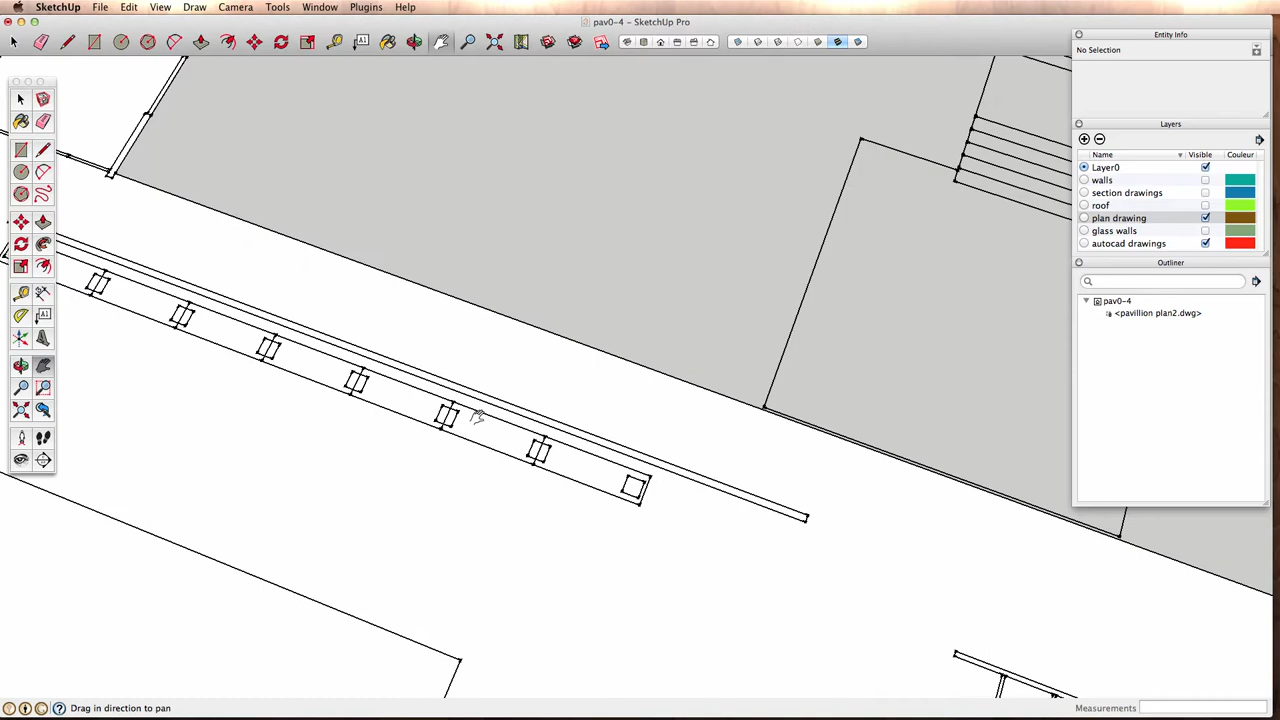 SketchUp File Edit View Camera Draw Tools Window Plugins Help
pav0-4 – SketchUp Pro
Entity Info
No Selection
Layers
Name Visible Couleur
Layer0
walls
section drawings
roof
plan drawing
glass walls
autocad drawings
Outliner
pav0-4
<pavillion plan2.dwg>
Drag in direction to pan
Measurements